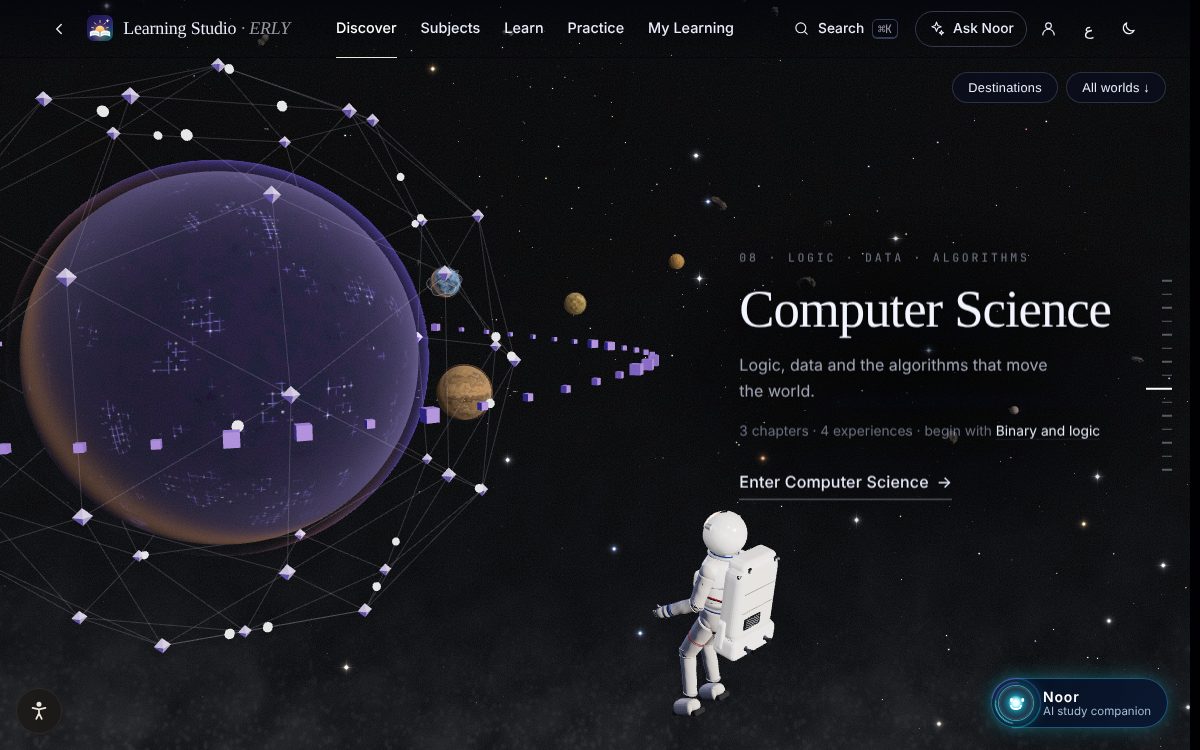 Learning Studio · ERLY
Discover
Subjects
Learn
Practice
My Learning
Search
⌘K
Ask Noor
ع
Destinations
All worlds ↓
08 · LOGIC · DATA · ALGORITHMS
Computer Science
Logic, data and the algorithms that move
the world.
3 chapters · 4 experiences · begin with Binary and logic
Enter Computer Science →
Noor
AI study companion